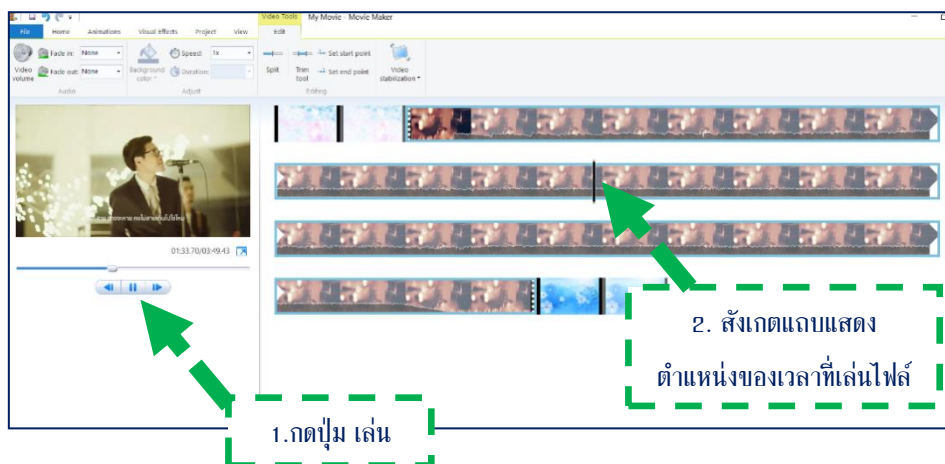 Video Tools
My Movie - Movie Maker
File Home Animations Visual Effects Project View Edit
Fade in: None
Speed: 1x
Set start point
Fade out: None
Duration:
Set end point
Video volume
Background color
Split
Trim tool
Video stabilization
Audio
Adjust
Editing
01:33.70/03:49.43
2. สังเกตแถบแสดง
ตำแหน่งของเวลาที่เล่นไฟล์
1.กดปุ่ม เล่น